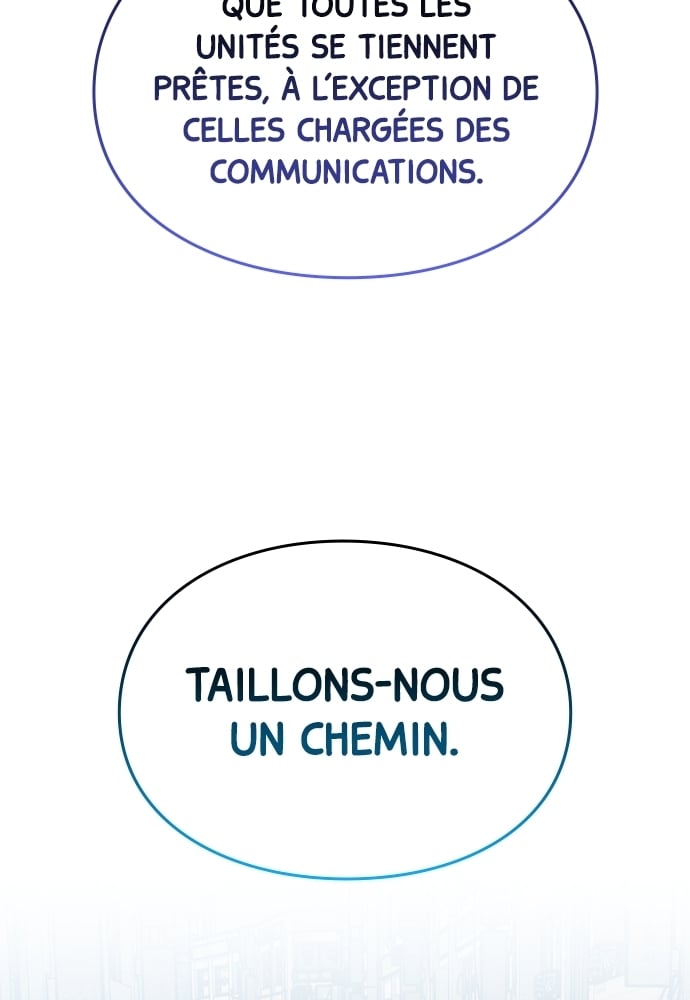 QUE TOUTES LES
UNITÉS SE TIENNENT
PRÊTES, À L'EXCEPTION DE
CELLES CHARGÉES DES
COMMUNICATIONS.
TAILLONS-NOUS
UN CHEMIN.